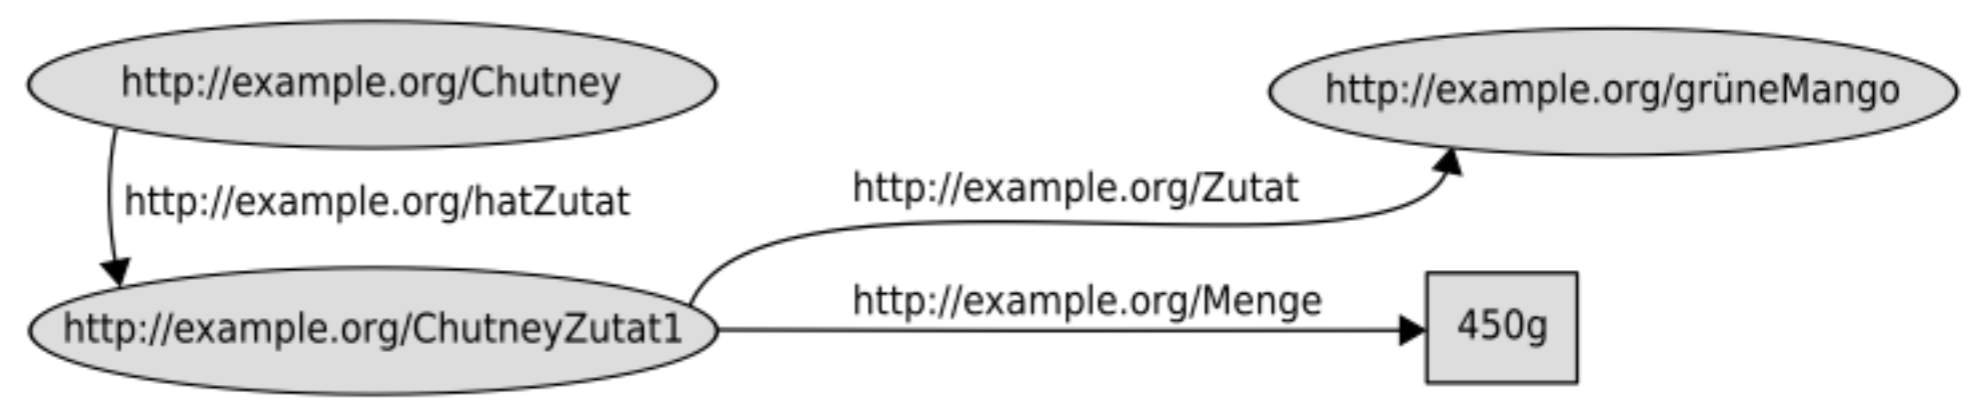 http://example.org/Chutney
http://example.org/grüneMango
http://example.org/hatZutat
http://example.org/Zutat
http://example.org/ChutneyZutat1
http://example.org/Menge
450g